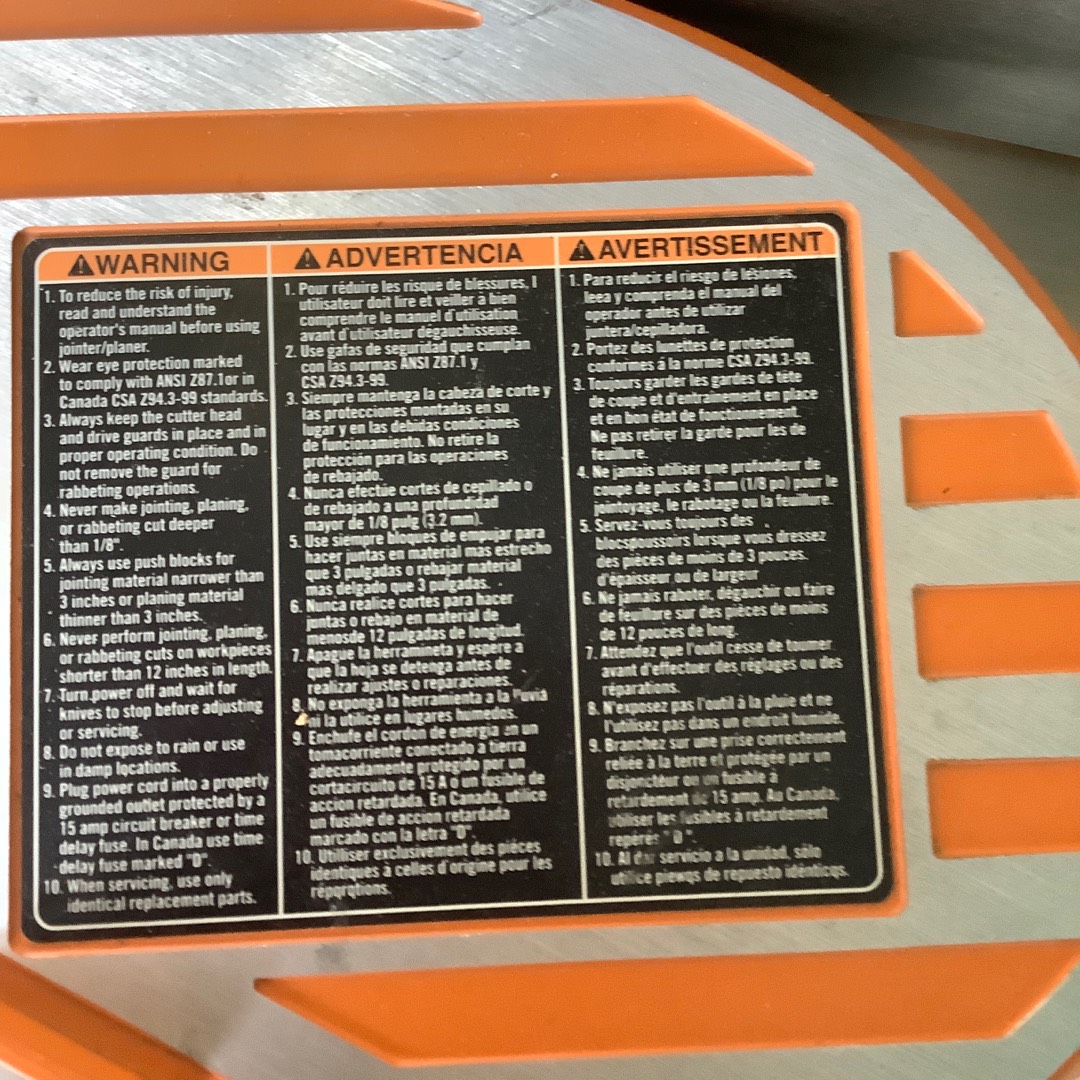 WARNING
1. To reduce the risk of injury,
read and understand the
operator's manual before using
jointer/planer.
2. Wear eye protection marked
to comply with ANSI Z87.1or in
Canada CSA Z94.3-99 standards.
3. Always keep the cutter head
and drive guards in place and in
proper operating condition. Do
not remove the guard for
rabbeting operations.
4. Never make jointing, planing,
or rabbeting cut deeper
than 1/8".
5. Always use push blocks for
jointing material narrower than
3 inches or planing material
thinner than 3 inches.
6. Never perform jointing, planing,
or rabbeting cuts on workpieces
shorter than 12 inches in length.
7. Turn power off and wait for
knives to stop before adjusting
or servicing.
8. Do not expose to rain or use
in damp locations.
9. Plug power cord into a properly
grounded outlet protected by a
15 amp circuit breaker or time
delay fuse. In Canada use time
delay fuse marked "D".
10. When servicing, use only
identical replacement parts.
ADVERTENCIA
1. Pour réduire les risque de blessures, l
utilisateur doit lire et veiller à bien
comprendre le manuel d'utilisation
avant d'utilisateur dégauchisseuse.
2. Use gafas de seguridad que cumplan
con las normas ANSI Z87.1 y
CSA Z94.3-99.
3. Siempre mantenga la cabeza de corte y
las protecciones montadas en su
lugar y en las debidas condiciones
de funcionamiento. No retire la
protección para las operaciones
de rebajado.
4. Nunca efectúe cortes de cepillado o
de rebajado a una profundidad
mayor de 1/8 pulg (3.2 mm).
5. Use siempre bloques de empujar para
hacer juntas en material mas estrecho
que 3 pulgadas o rebajar material
mas delgado que 3 pulgadas.
6. Nunca realice cortes para hacer
juntas o rebajo en material de
menosde 12 pulgadas de longitud.
7. Apague la herramineta y espere a
que la hoja se detenga antes de
realizar ajustes o reparaciones.
8. No exponga la herramienta a la
ni la utilice en lugares humedos.
9. Enchufe el cordon de energia en un
tomacorriente conectado a tierra
adecuadamente protegido por un
cortacircuito de 15 A o un fusible de
accion retardada. En Canada, utilice
un fusible de accion retardada
marcado con la letra "D".
10. Utiliser exclusivement des pièces
identiques à celles d'origine pour les
réparations.
AVERTISSEMENT
1. Para reducir el riesgo de lésiones,
leea y comprenda el manual del
operador antes de utilizar
juntera/cepilladora.
2. Portez des lunettes de protection
conformes á la norme CSA Z94.3-99.
3. Toujours garder les gardes de tête
de coupe et d'entraînement en place
et en bon état de fonctionnement.
Ne pas retirer la garde pour les de
feuillure.
4. Ne jamais utiliser une profondeur de
coupe de plus de 3 mm (1/8 po) pour le
jointoyage, le rabotage ou la feuillure.
5. Servez-vous toujours des
blocspoussoirs lorsque vous dressez
des pièces de moins de 3 pouces.
d'épaisseur ou de largeur
6. Ne jamais raboter, dégauchir ou faire
de feuillure sur des pièces de moins
de 12 pouces de long.
7. Attendez que l'outil cesse de tourner
avant d'effectuer des réglages ou des
réparations.
8. N'exposez pas l'outil à la pluie et ne
l'utilisez pas dans un endroit humide.
9. Branchez sur une prise correctement
reliée à la terre et protégée par un
disjoncteur ou un fusible à
retardement de 15 amp. Au Canada,
utiliser les fusibles à retardement
repérés "D".
10. Al dar servicio a la unidad, sólo
utilice piewqs de repuesto idénticqs.